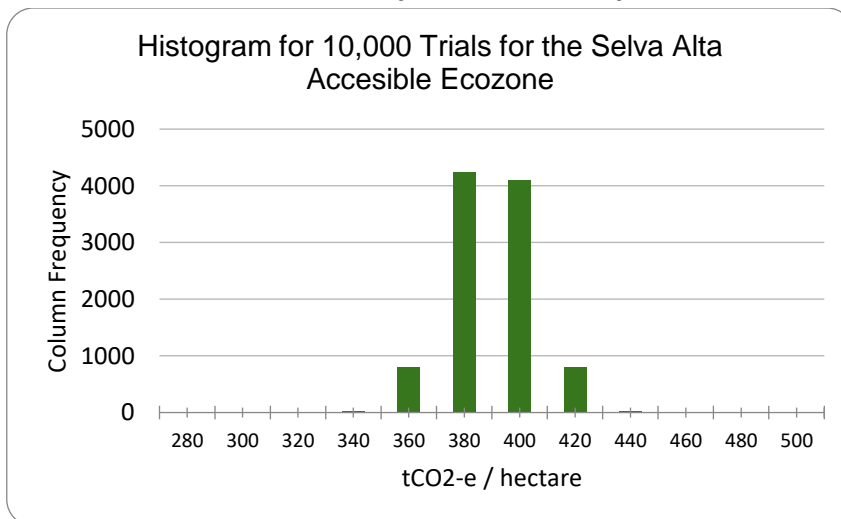 Histogram for 10,000 Trials for the Selva Alta
Accesible Ecozone
5000
4000
3000
2000
1000
0
Column Frequency
280 300 320 340 360 380 400 420 440 460 480 500
tCO2-e / hectare